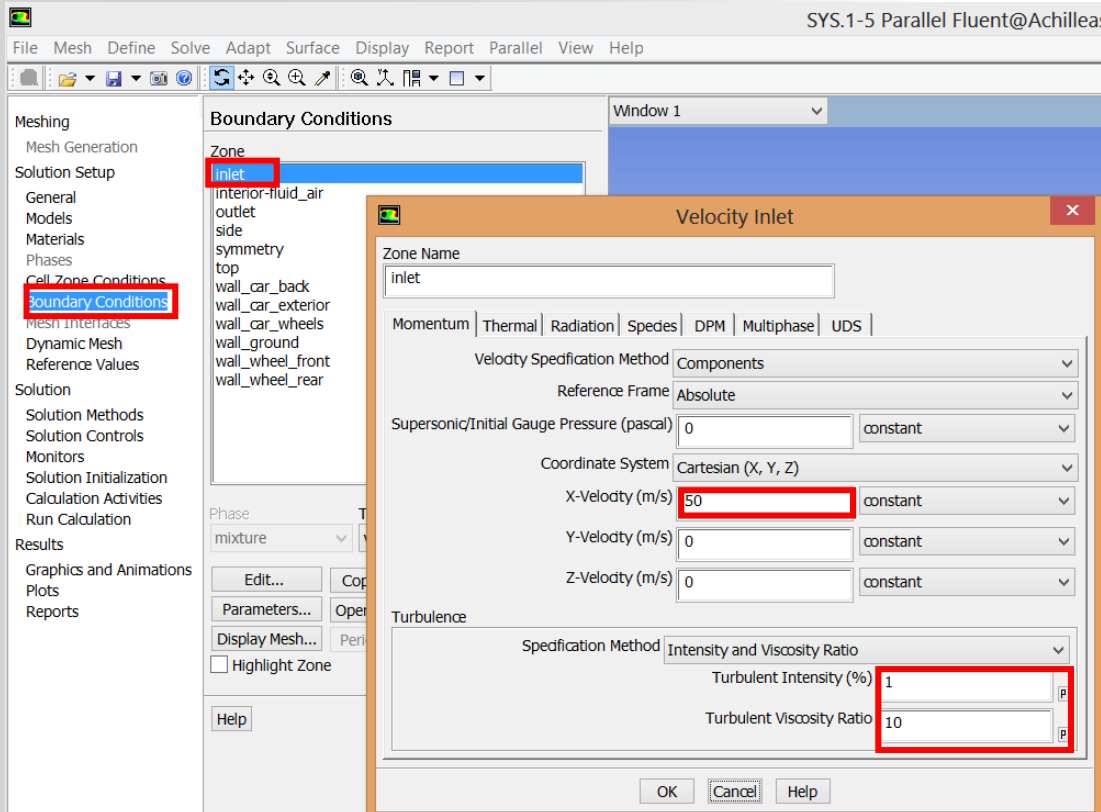 SYS.1-5 Parallel Fluent@Achilleas
File Mesh Define Solve Adapt Surface Display Report Parallel View Help
Meshing
Mesh Generation
Solution Setup
General
Models
Materials
Phases
Cell Zone Conditions
Boundary Conditions
Mesh Interfaces
Dynamic Mesh
Reference Values
Solution
Solution Methods
Solution Controls
Monitors
Solution Initialization
Calculation Activities
Run Calculation
Results
Graphics and Animations
Plots
Reports
Boundary Conditions
Zone
inlet
interior-fluid_air
outlet
side
symmetry
top
wall_car_back
wall_car_exterior
wall_car_wheels
wall_ground
wall_wheel_front
wall_wheel_rear
Phase
mixture
Edit...
Parameters...
Display Mesh...
Highlight Zone
Help
Window 1
Velocity Inlet
Zone Name
inlet
Momentum Thermal Radiation Species DPM Multiphase UDS
Velocity Specification Method Components
Reference Frame Absolute
Supersonic/Initial Gauge Pressure (pascal) 0 constant
Coordinate System Cartesian (X, Y, Z)
X-Velocity (m/s) 50 constant
Y-Velocity (m/s) 0 constant
Z-Velocity (m/s) 0 constant
Turbulence
Specification Method Intensity and Viscosity Ratio
Turbulent Intensity (%) 1 P
Turbulent Viscosity Ratio 10 P
OK Cancel Help